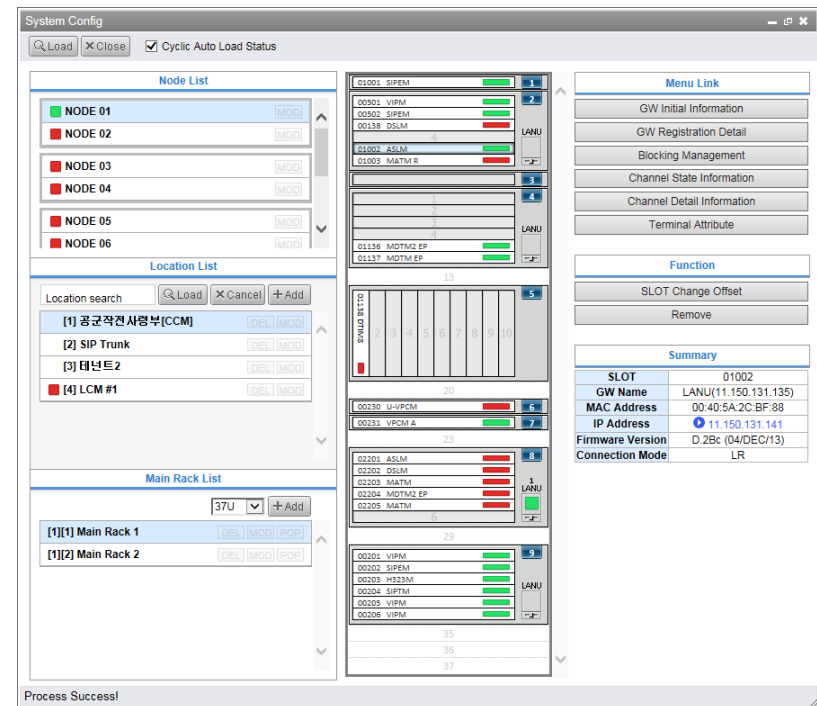 System Config
Load Close Cyclic Auto Load Status
Node List
NODE 01 MOD
NODE 02 MOD
NODE 03 MOD
NODE 04 MOD
NODE 05 MOD
NODE 06 MOD
Location List
Location search Load Cancel Add
[1] 공군작전사령부[CCM] DEL MOD
[2] SIP Trunk DEL MOD
[3] 테넌트2 DEL MOD
[4] LCM #1 DEL MOD
Main Rack List
37U Add
[1][1] Main Rack 1 DEL MOD POP
[1][2] Main Rack 2 DEL MOD POP
01001 SIPEM 1
00501 VIPM 2
00502 SIPEM
00138 DSLM
LANU
4
01002 ASLM
01003 MATM R
3
4
1
2
3
LANU
4
01136 MDTM2 EP
01137 MDTM EP
13
01138 DTIMB 2 3 4 5 6 7 8 9 10 5
20
00230 U-VPCM 6
00231 VPCM A 7
23
02201 ASLM 8
02202 DSLM
02203 MATM 1
02204 MDTM2 EP LANU
02205 MATM
6
29
00201 VIPM 9
00202 SIPEM
00203 H323M
00204 SIPTM LANU
00205 VIPM
00206 VIPM
35
36
37
Menu Link
GW Initial Information
GW Registration Detail
Blocking Management
Channel State Information
Channel Detail Information
Terminal Attribute
Function
SLOT Change Offset
Remove
Summary
SLOT 01002
GW Name LANU(11.150.131.135)
MAC Address 00:40:5A:2C:BF:88
IP Address 11.150.131.141
Firmware Version D.2Bc (04/DEC/13)
Connection Mode LR
Process Success!